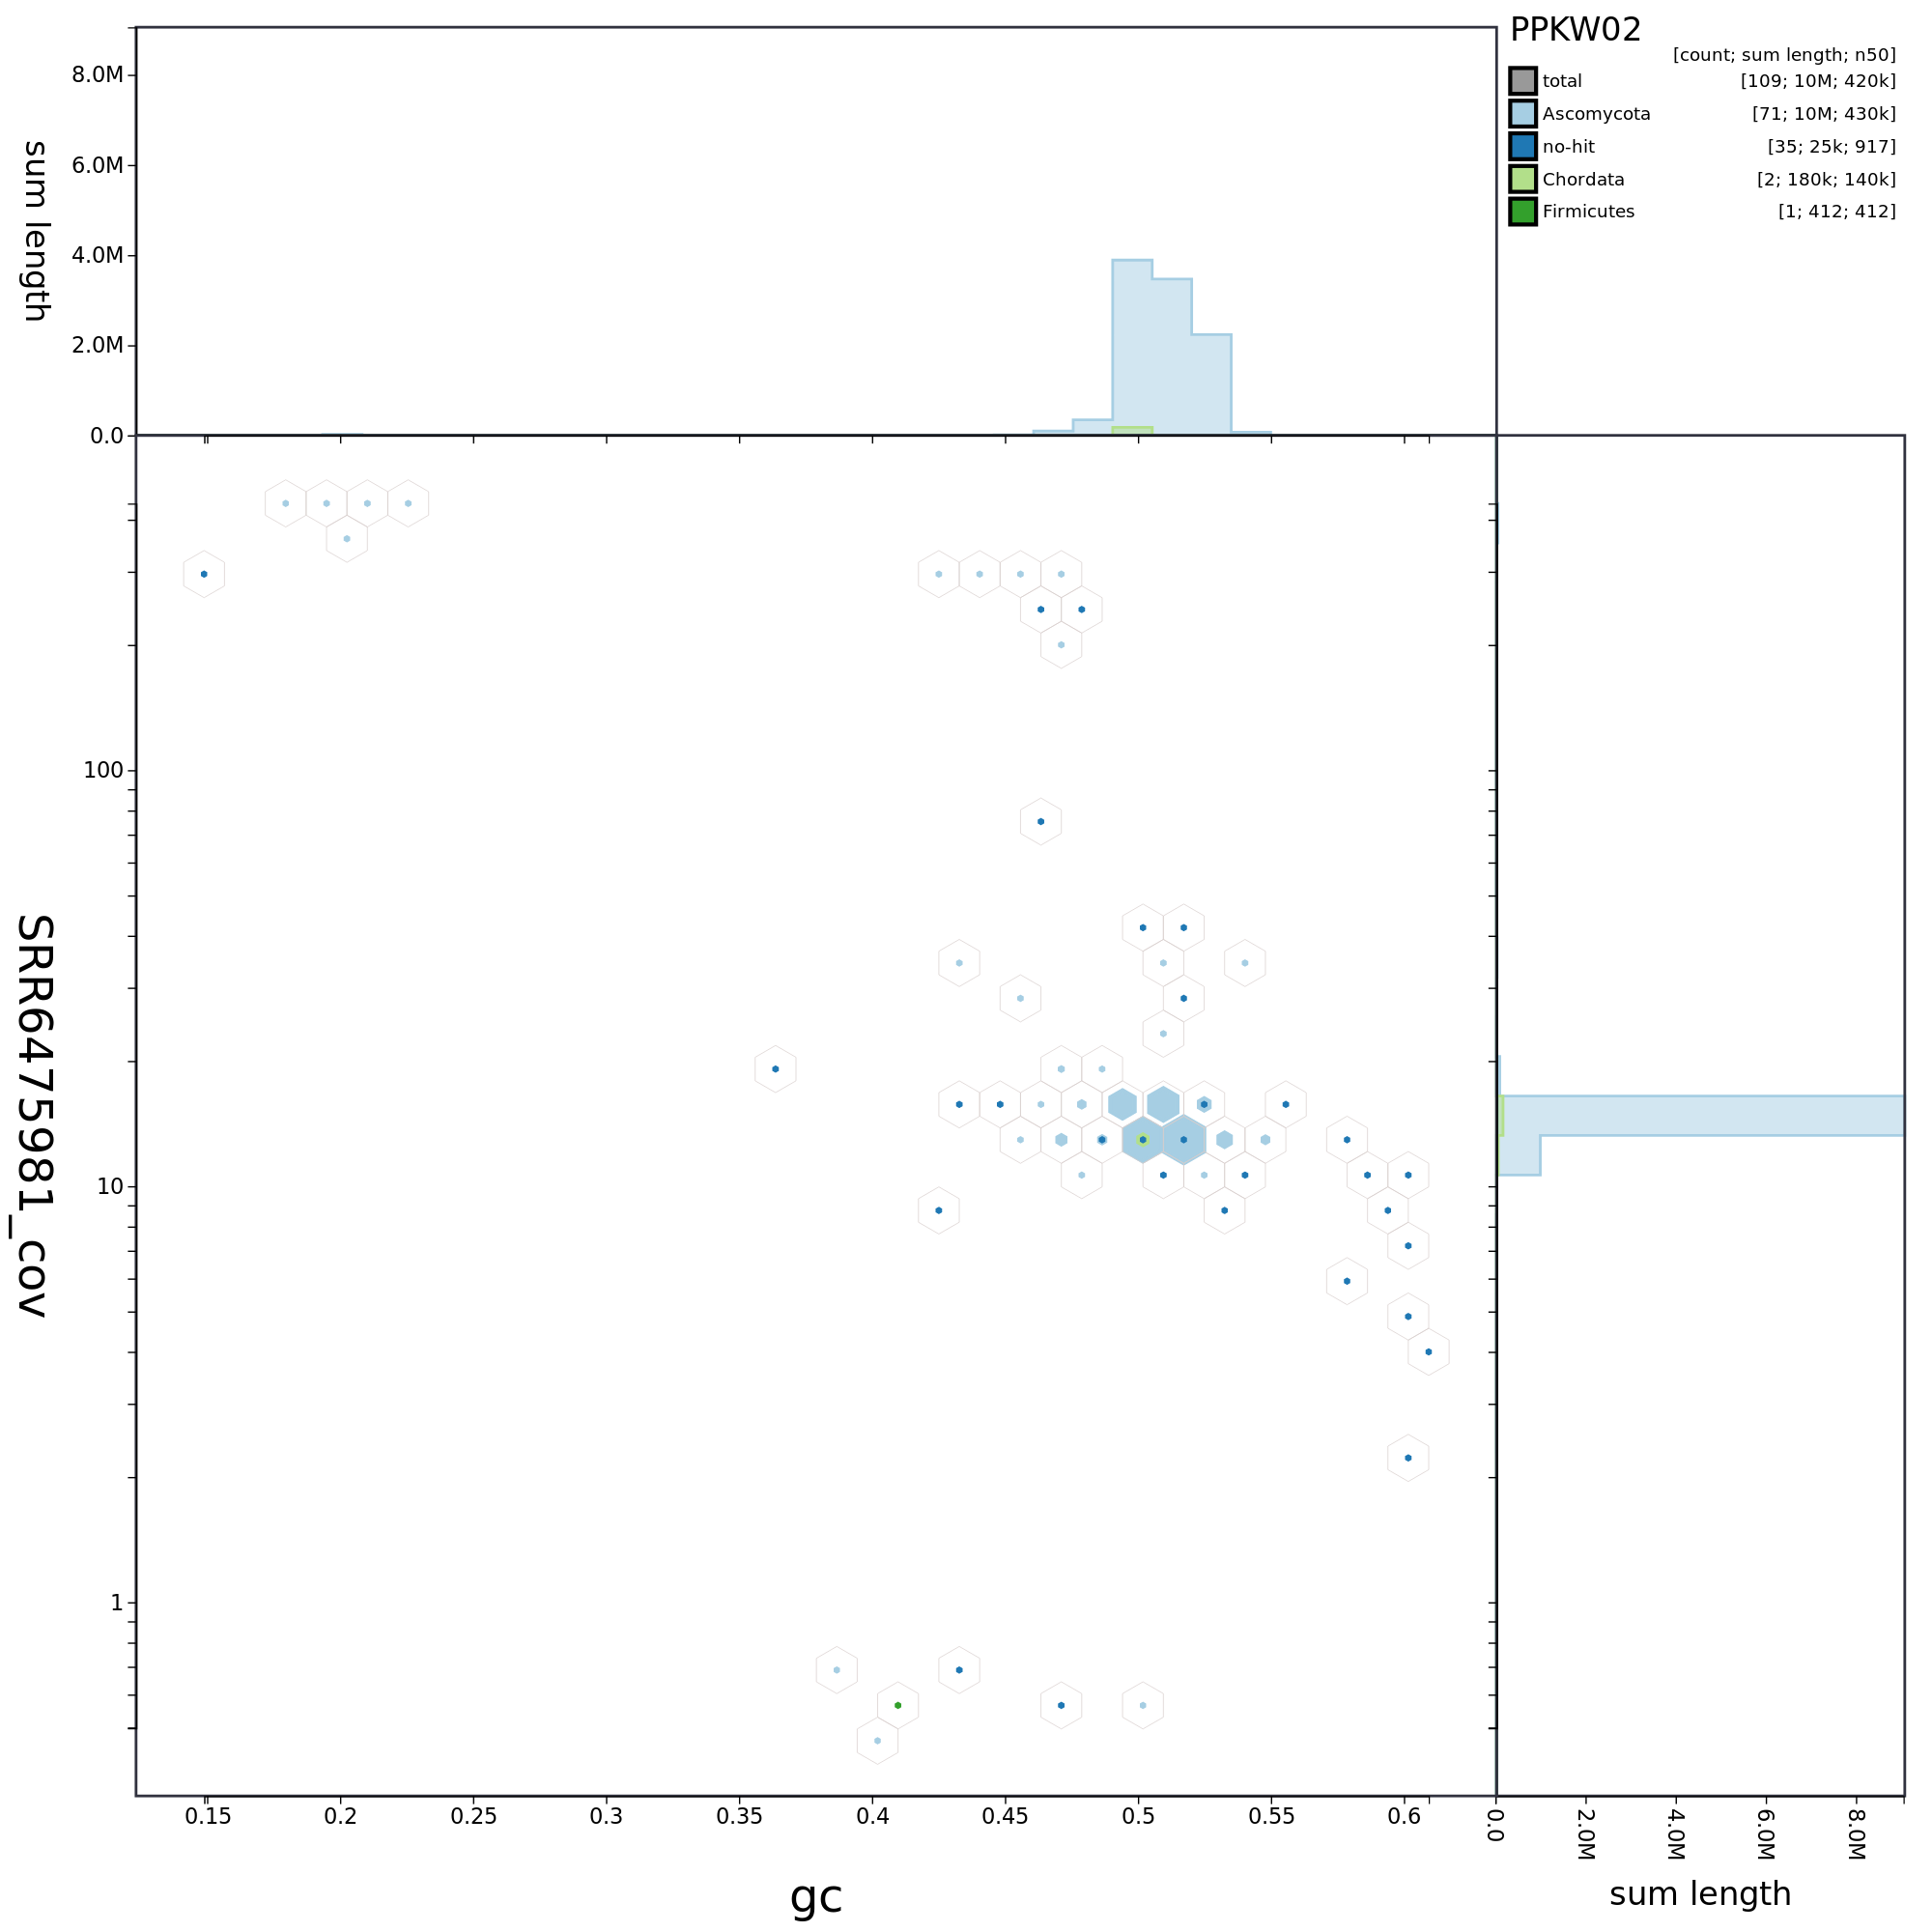 PPKW02
[count; sum length; n50]
total [109; 10M; 420k]
Ascomycota [71; 10M; 430k]
no-hit [35; 25k; 917]
Chordata [2; 180k; 140k]
Firmicutes [1; 412; 412]
sum length
8.0M
6.0M
4.0M
2.0M
0.0
SRR6475981_cov
100
10
1
0.15 0.2 0.25 0.3 0.35 0.4 0.45 0.5 0.55 0.6
gc
0.0 2.0M 4.0M 6.0M 8.0M
sum length